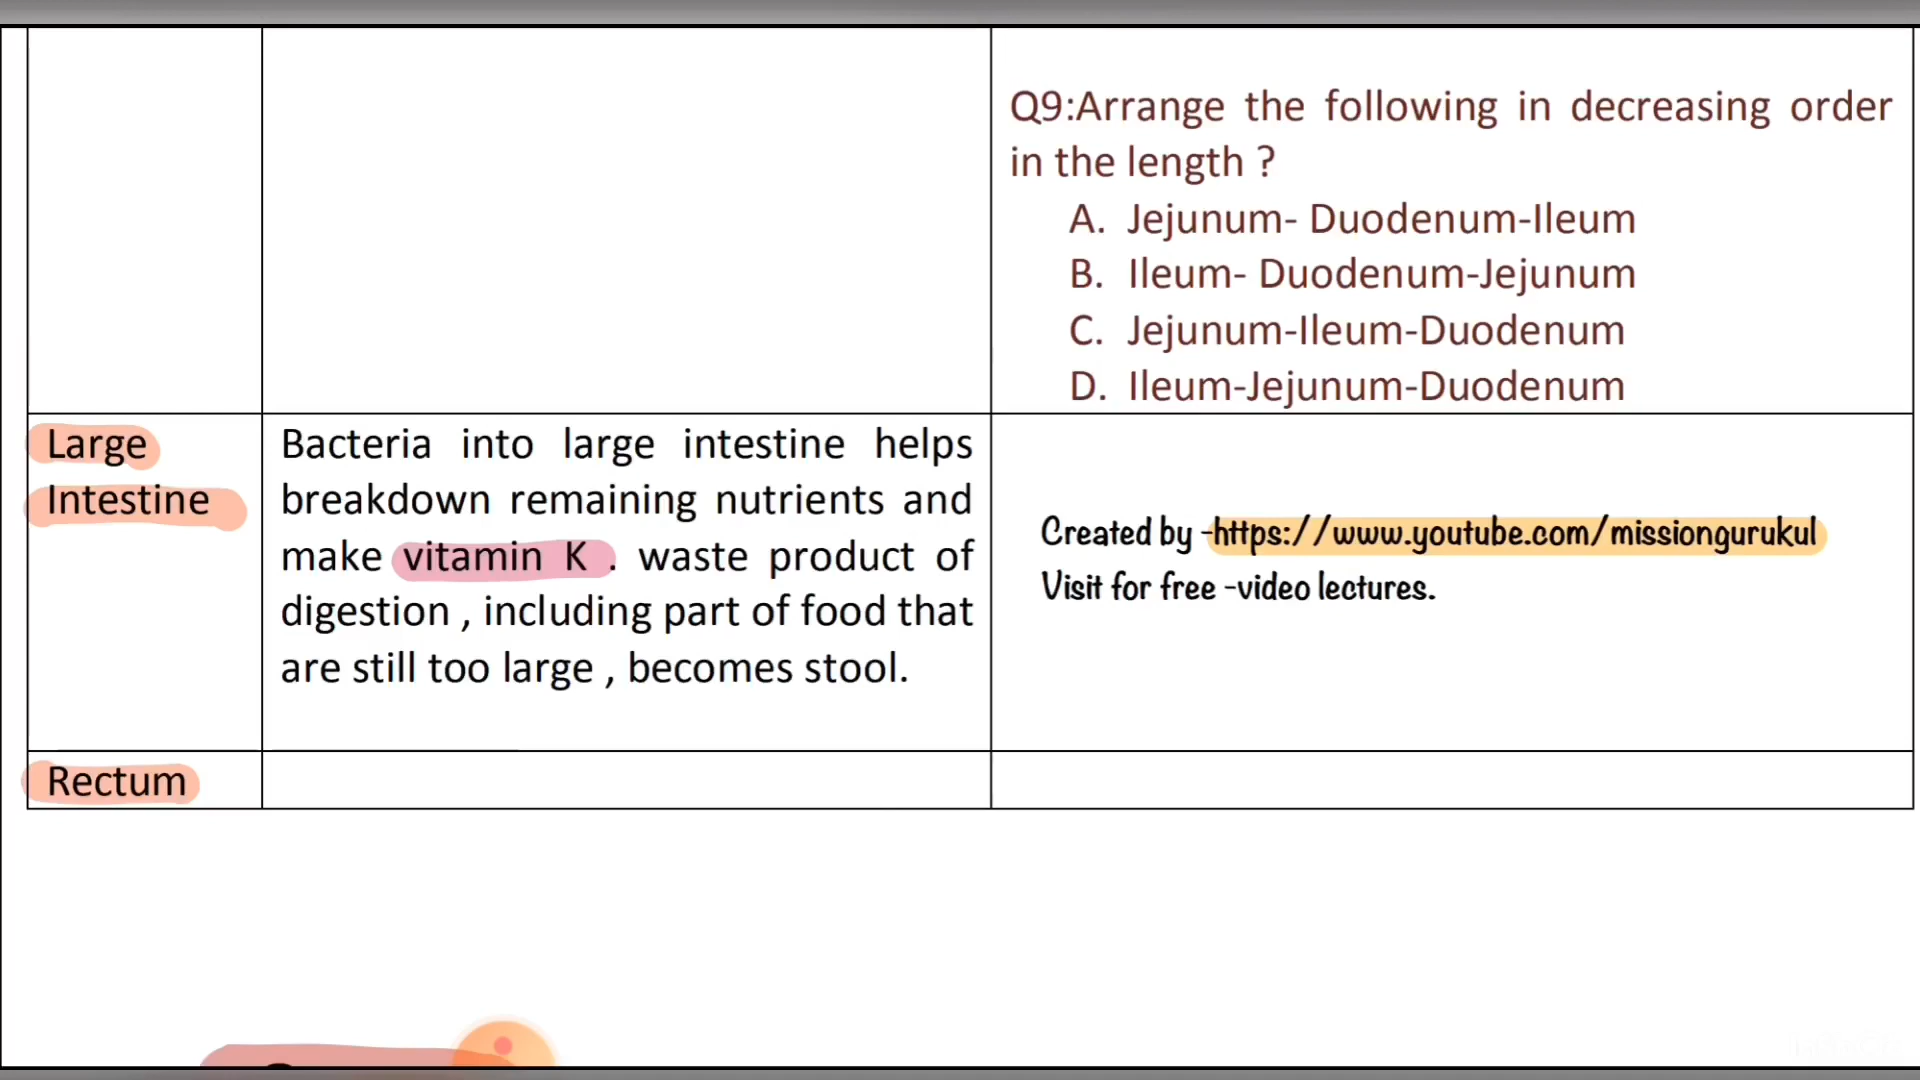 Q9:Arrange the following in decreasing order
in the length ?
A. Jejunum- Duodenum-Ileum
B. Ileum- Duodenum-Jejunum
C. Jejunum-Ileum-Duodenum
D. Ileum-Jejunum-Duodenum
Large
Intestine
Bacteria into large intestine helps
breakdown remaining nutrients and
make vitamin K . waste product of
digestion , including part of food that
are still too large , becomes stool.
Created by -https://www.youtube.com/missiongurukul
Visit for free -video lectures.
Rectum